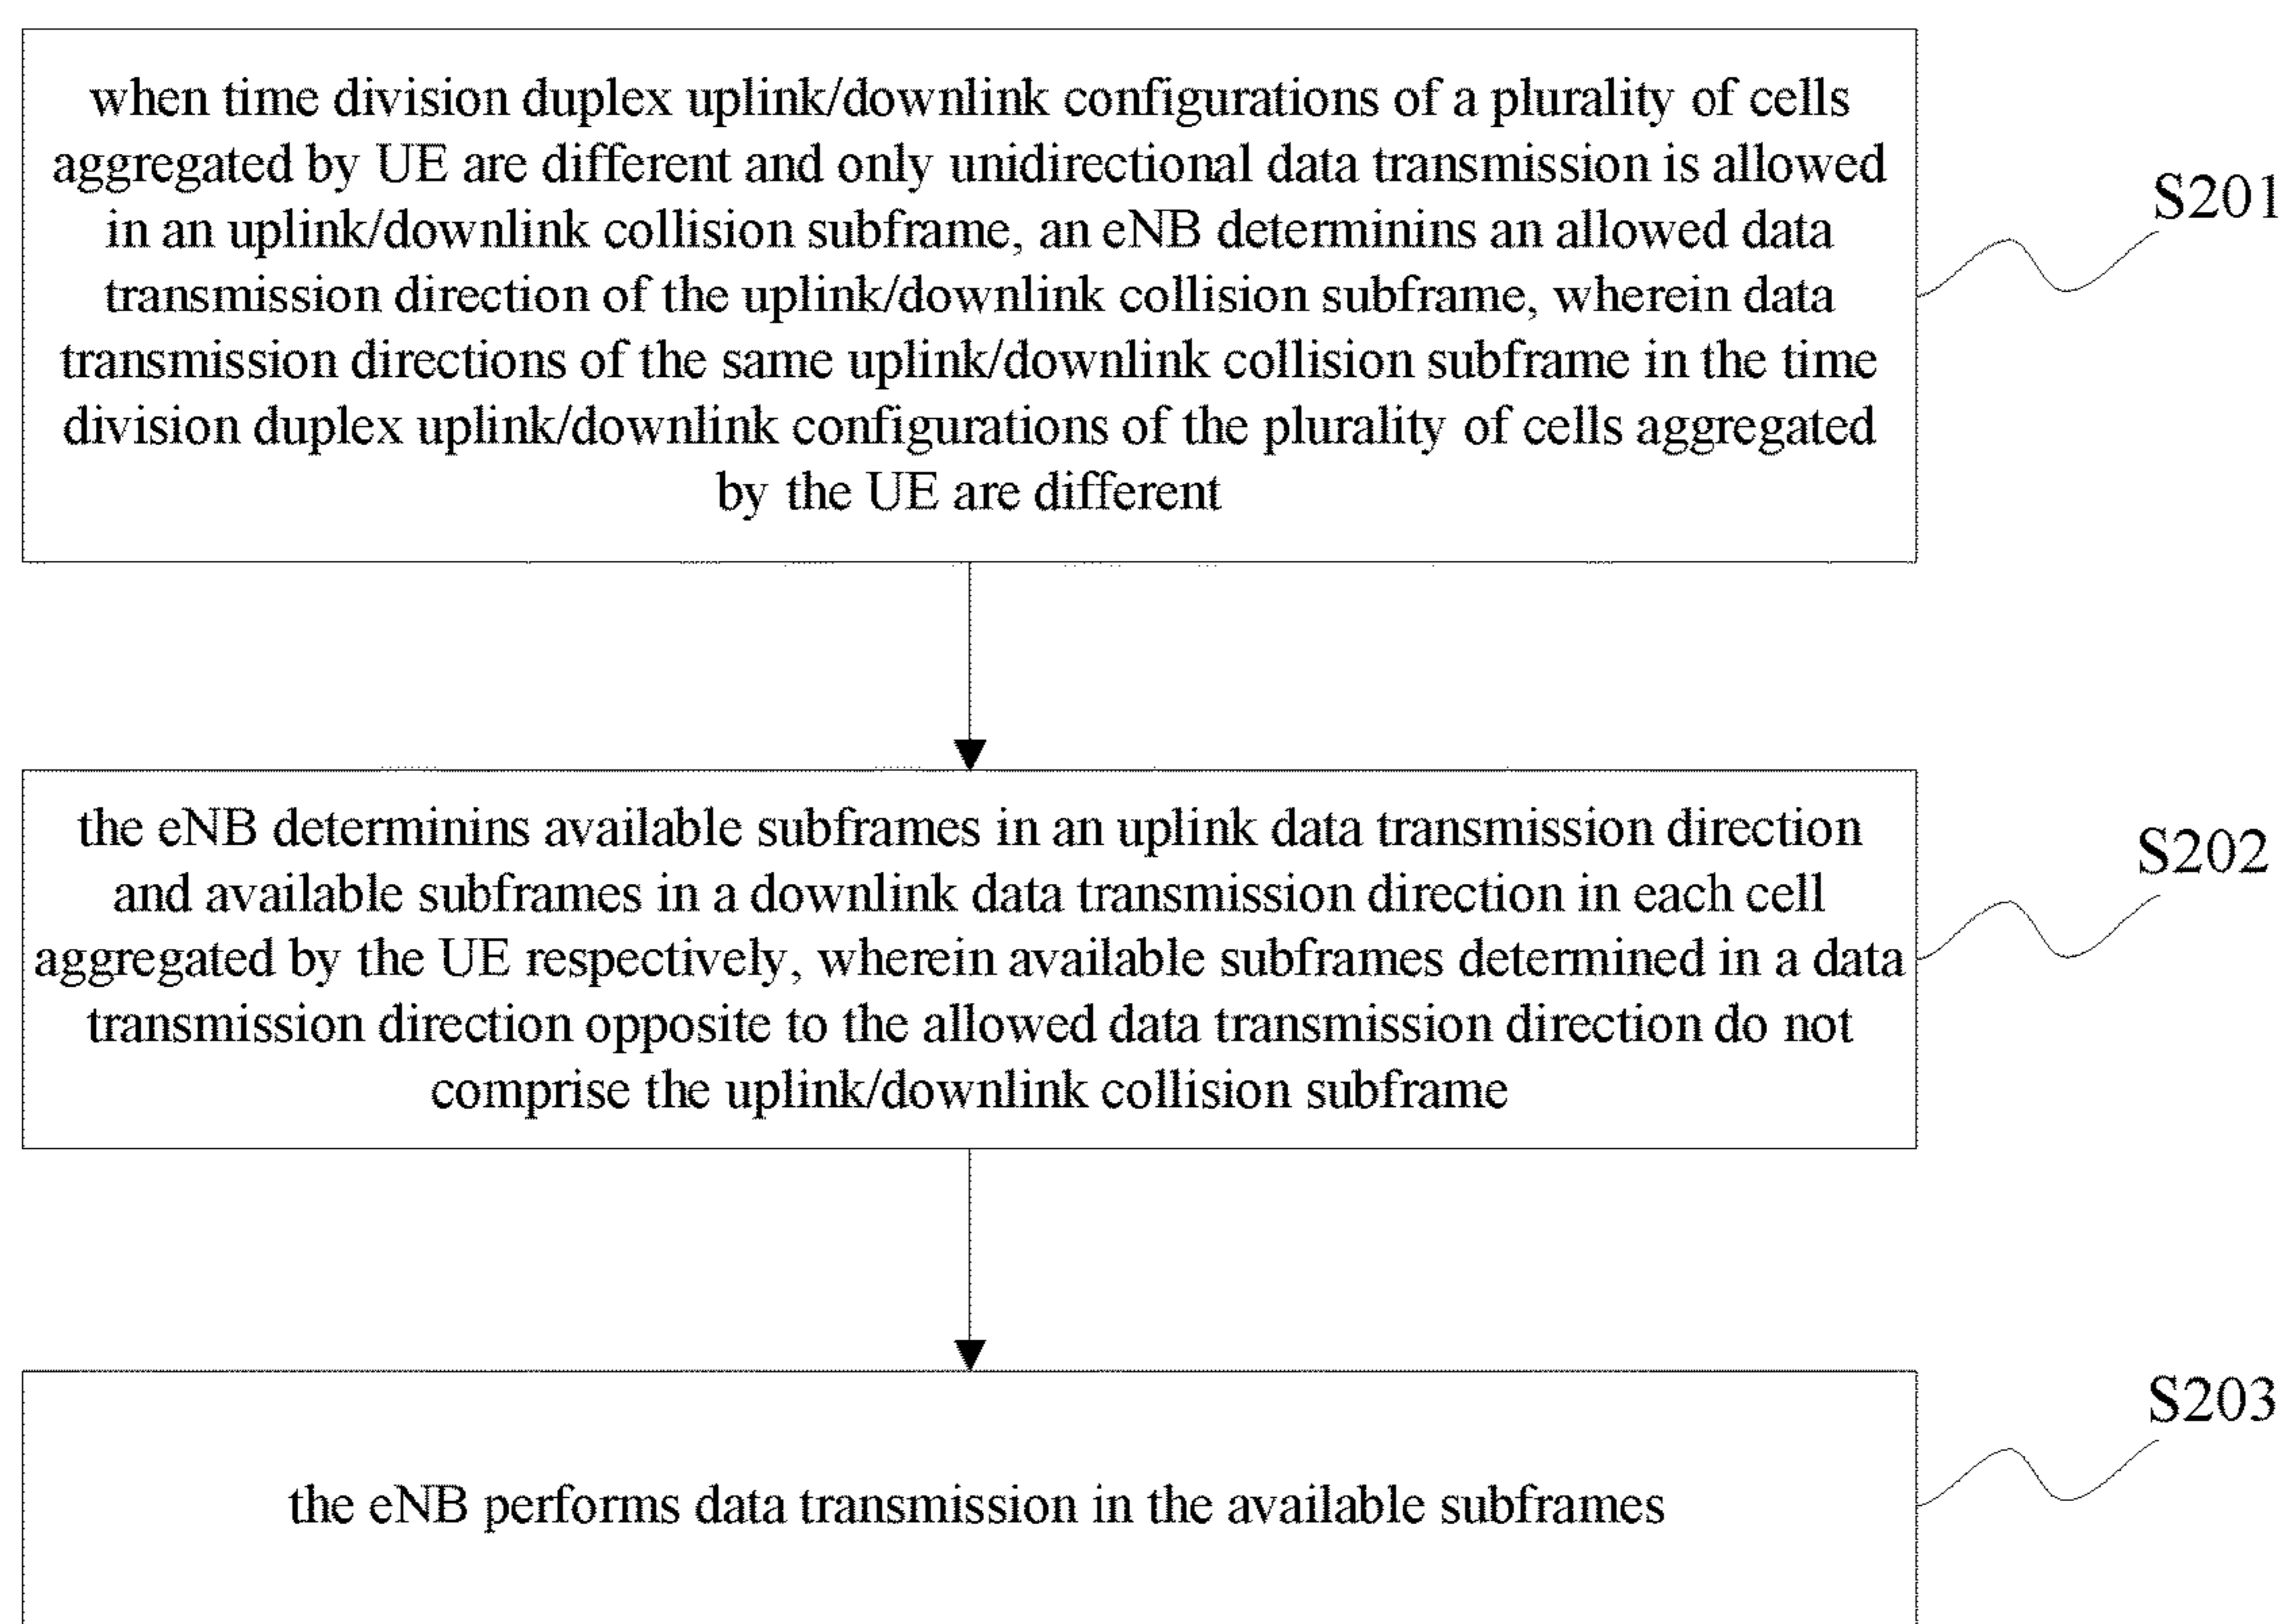 when time division duplex uplink/downlink configurations of a plurality of cells
aggregated by UE are different and only unidirectional data transmission is allowed
in an uplink/downlink collision subframe, an eNB determinins an allowed data
transmission direction of the uplink/downlink collision subframe, wherein data
transmission directions of the same uplink/downlink collision subframe in the time
division duplex uplink/downlink configurations of the plurality of cells aggregated
by the UE are different
S201
the eNB determinins available subframes in an uplink data transmission direction
and available subframes in a downlink data transmission direction in each cell
aggregated by the UE respectively, wherein available subframes determined in a data
transmission direction opposite to the allowed data transmission direction do not
comprise the uplink/downlink collision subframe
S202
the eNB performs data transmission in the available subframes
S203